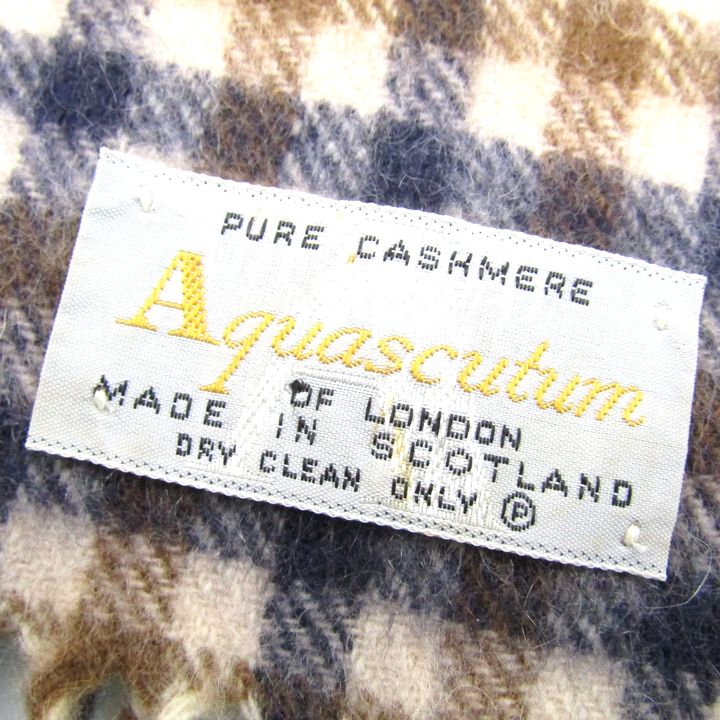 PURE CASHMERE
Aquascutum
OF LONDON
MADE IN SCOTLAND
DRY CLEAN ONLY Ⓟ